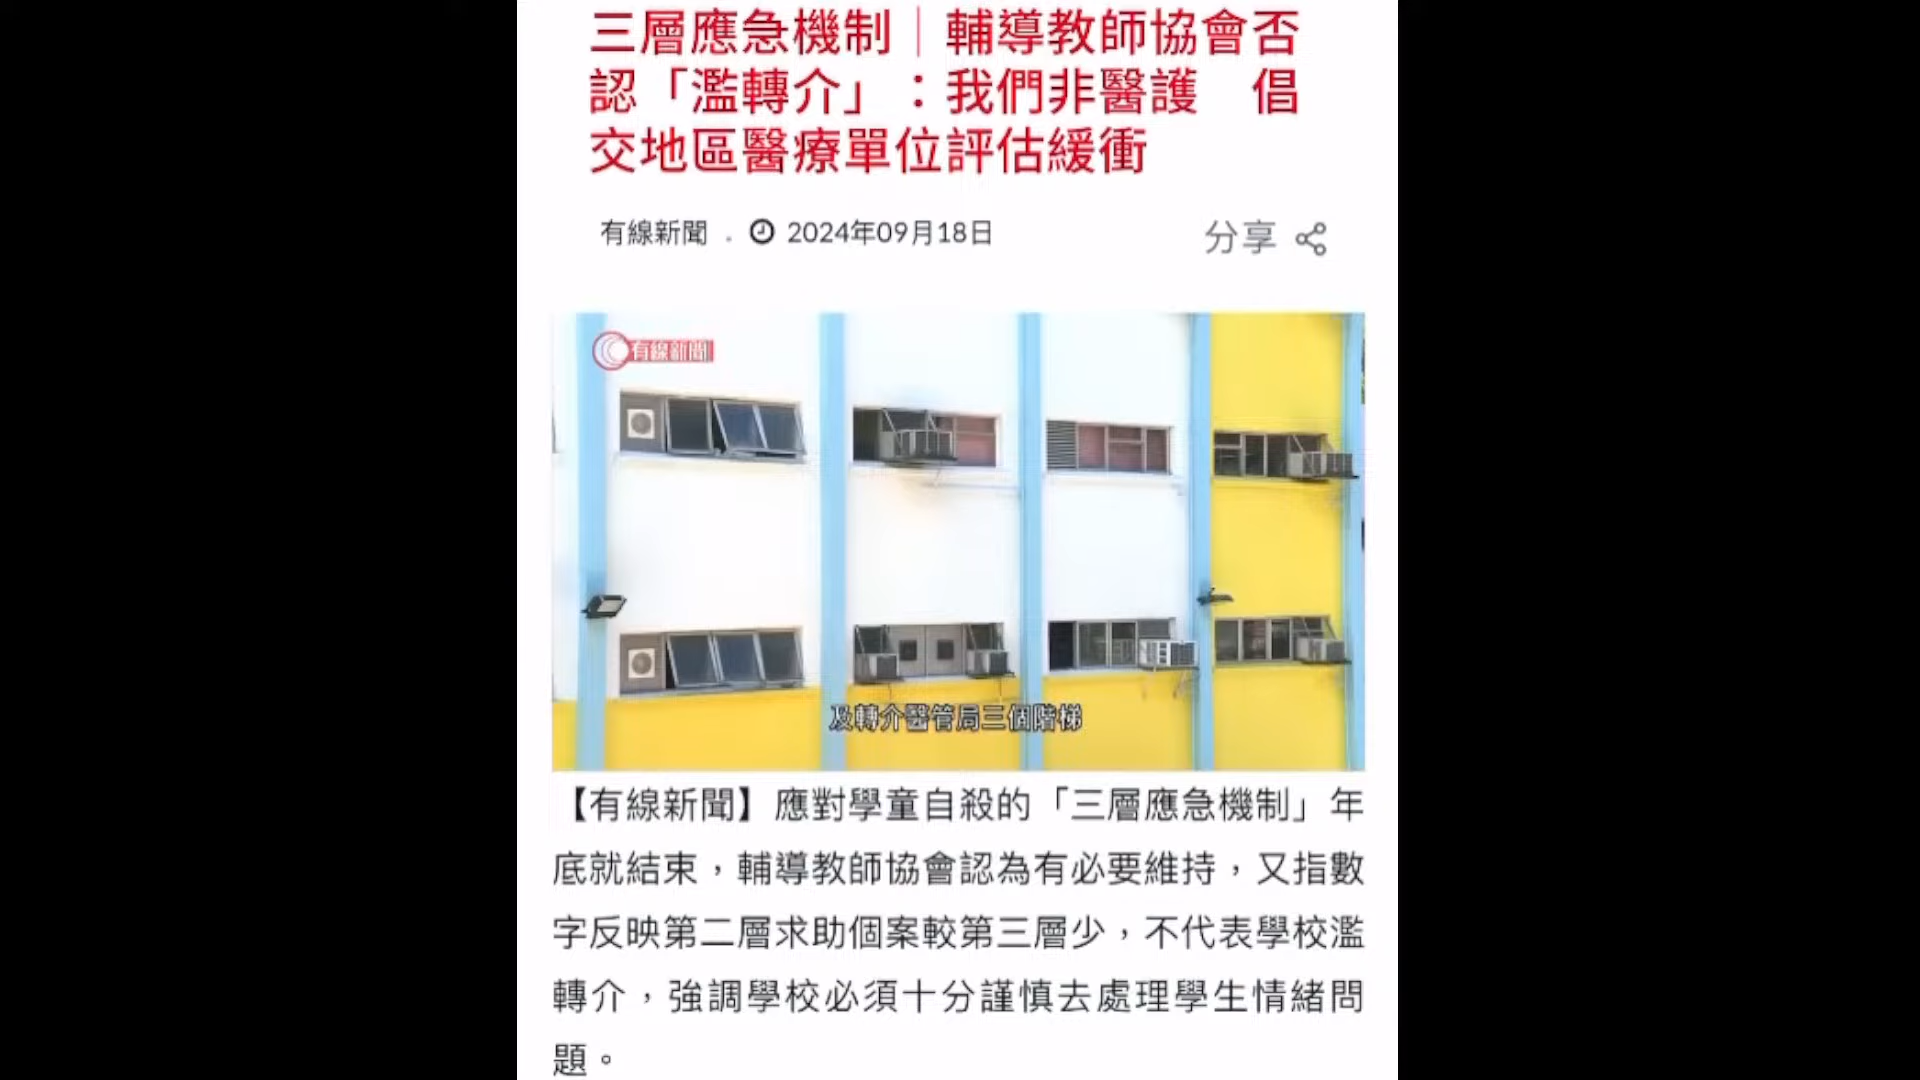 三層應急機制｜輔導教師協會否
認「濫轉介」：我們非醫護　倡
交地區醫療單位評估緩衝
有線新聞 . 2024年09月18日
分享
有線新聞
及轉介醫管局三個階梯
【有線新聞】應對學童自殺的「三層應急機制」年
底就結束，輔導教師協會認為有必要維持，又指數
字反映第二層求助個案較第三層少，不代表學校濫
轉介，強調學校必須十分謹慎去處理學生情緒問
題。